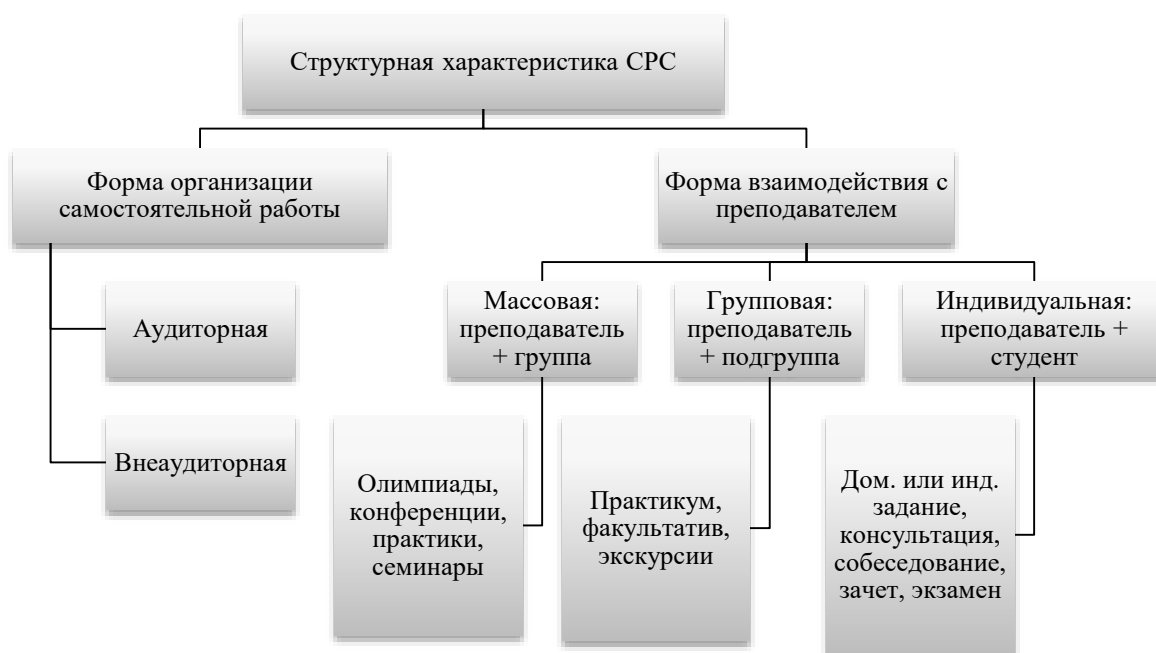 Структурная характеристика СРС
Форма организации
самостоятельной работы
Форма взаимодействия с
преподавателем
Аудиторная
Внеаудиторная
Массовая:
преподаватель
+ группа
Групповая:
преподаватель
+ подгруппа
Индивидуальная:
преподаватель +
студент
Олимпиады,
конференции,
практики,
семинары
Практикум,
факультатив,
экскурсии
Дом. или инд.
задание,
консультация,
собеседование,
зачет, экзамен